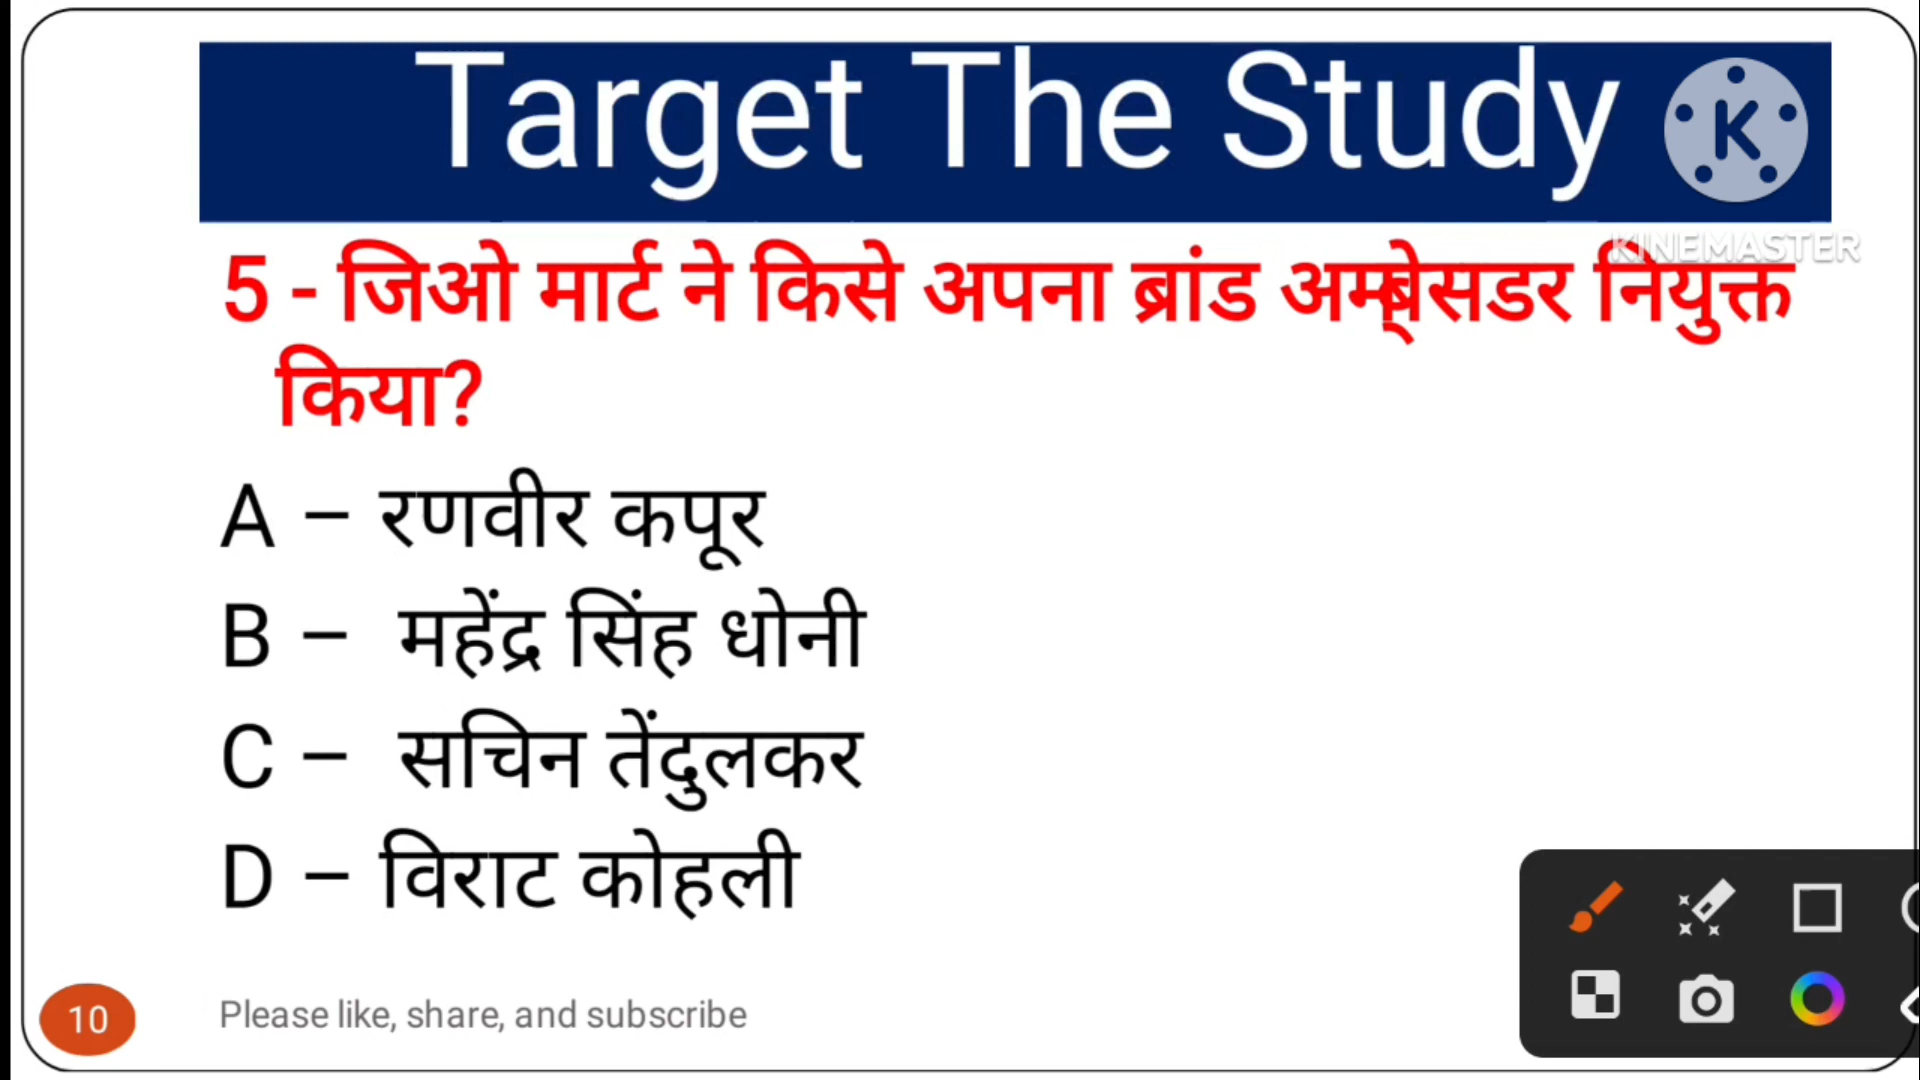 Target The Study
K
KINEMASTER
5 - जिओ मार्ट ने किसे अपना ब्रांड अम्बेसडर नियुक्त
किया?
A – रणवीर कपूर
B – महेंद्र सिंह धोनी
C – सचिन तेंदुलकर
D – विराट कोहली
10
Please like, share, and subscribe